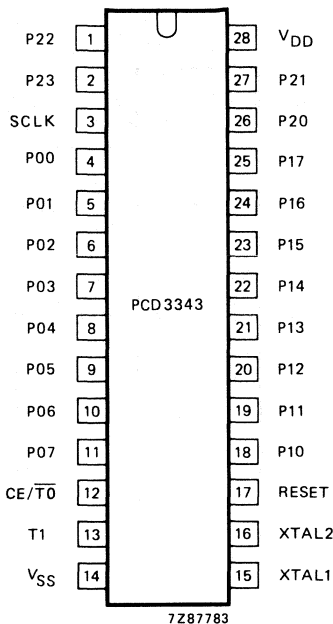 P22 1 28 VDD
P23 2 27 P21
SCLK 3 26 P20
P00 4 25 P17
P01 5 24 P16
P02 6 23 P15
P03 7 22 P14
PCD3343
P04 8 21 P13
P05 9 20 P12
P06 10 19 P11
P07 11 18 P10
CE/T0 12 17 RESET
T1 13 16 XTAL2
VSS 14 15 XTAL1
7Z87783